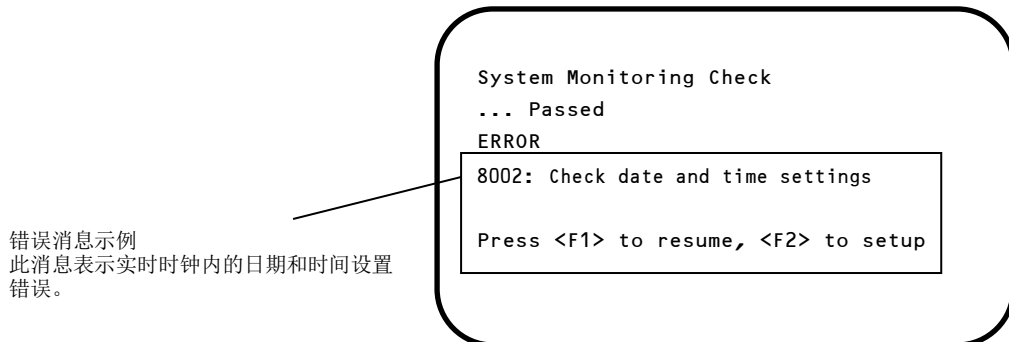 System Monitoring Check
... Passed
ERROR
8002: Check date and time settings
Press <F1> to resume, <F2> to setup
错误消息示例
此消息表示实时时钟内的日期和时间设置
错误。